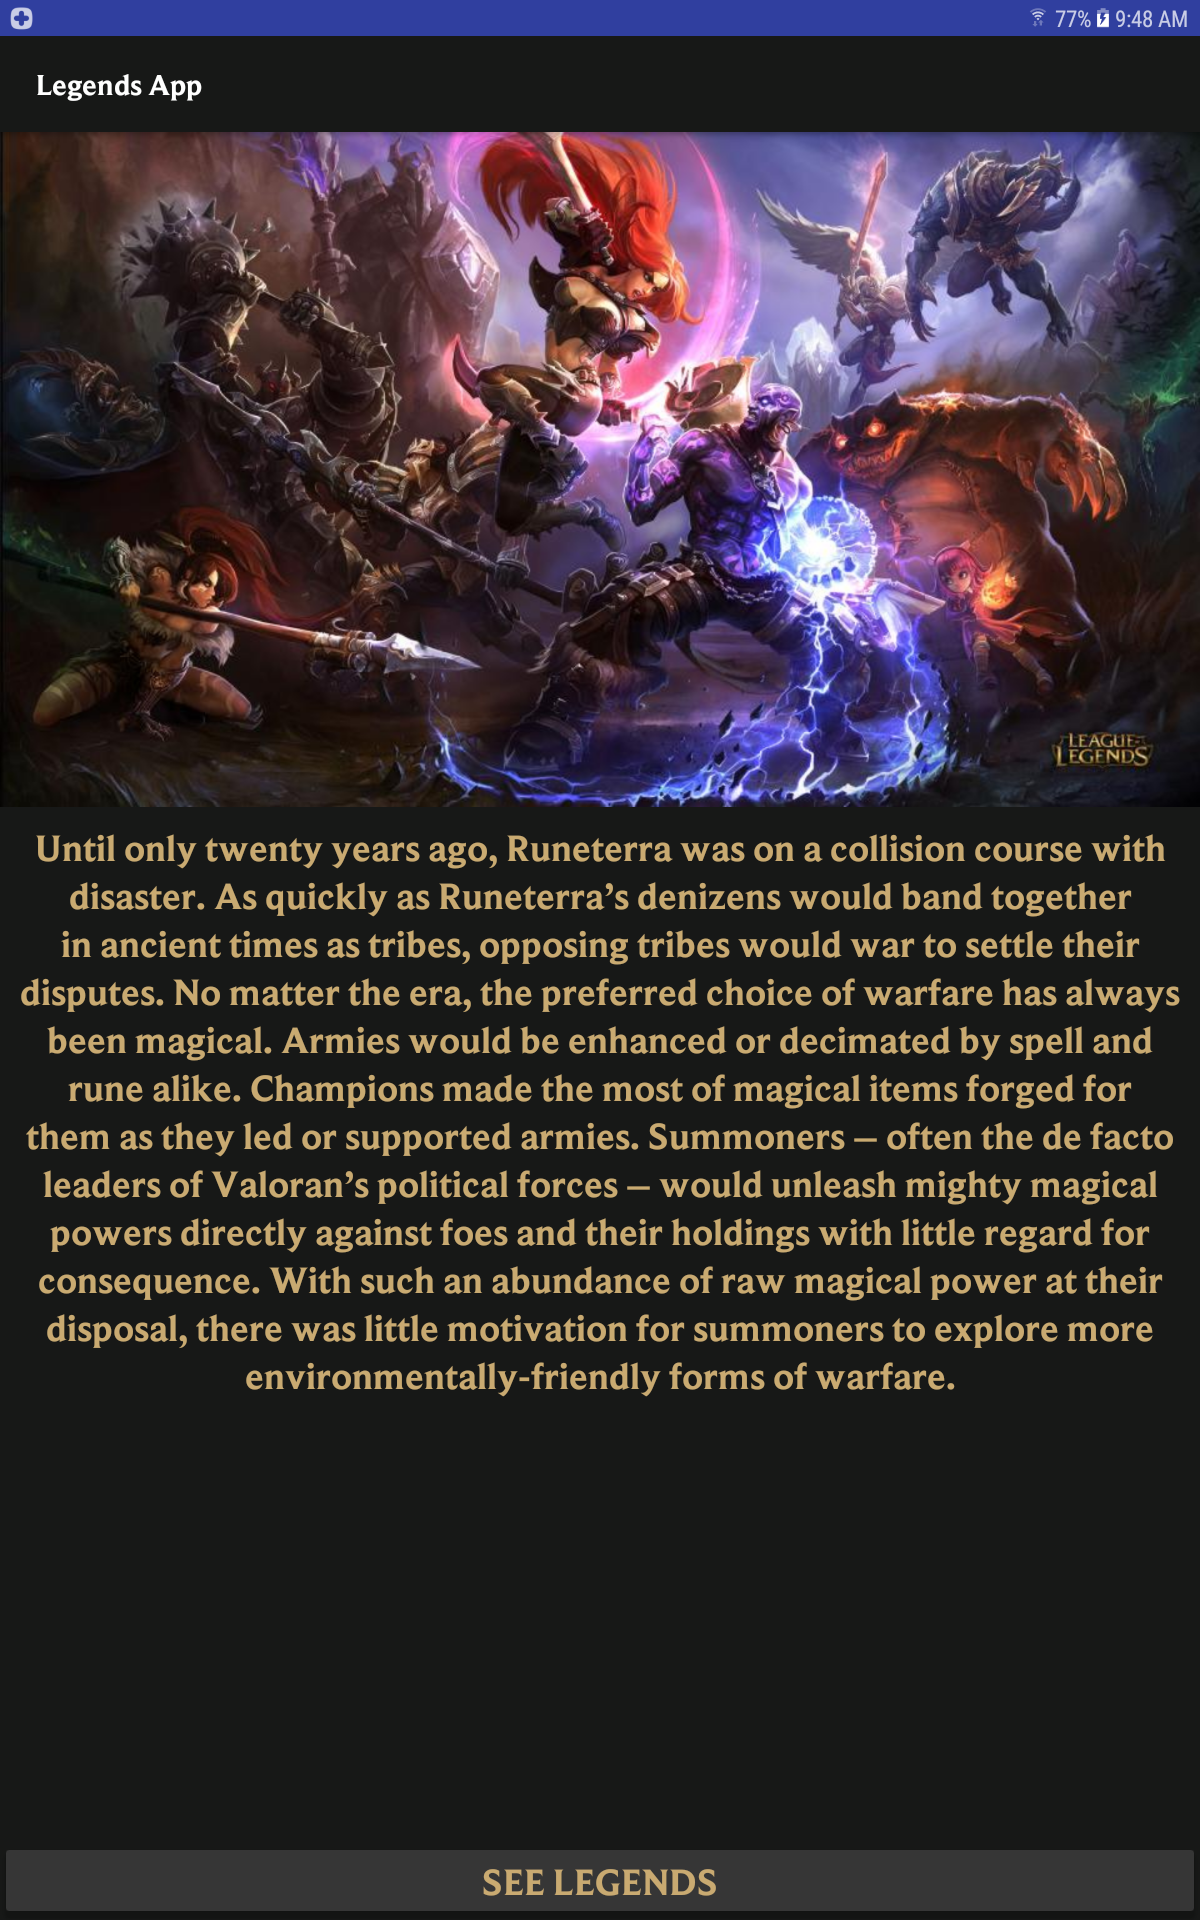 77% 9:48 AM
Legends App
LEAGUE OF
LEGENDS
Until only twenty years ago, Runeterra was on a collision course with
disaster. As quickly as Runeterra’s denizens would band together
in ancient times as tribes, opposing tribes would war to settle their
disputes. No matter the era, the preferred choice of warfare has always
been magical. Armies would be enhanced or decimated by spell and
rune alike. Champions made the most of magical items forged for
them as they led or supported armies. Summoners – often the de facto
leaders of Valoran’s political forces – would unleash mighty magical
powers directly against foes and their holdings with little regard for
consequence. With such an abundance of raw magical power at their
disposal, there was little motivation for summoners to explore more
environmentally-friendly forms of warfare.
SEE LEGENDS